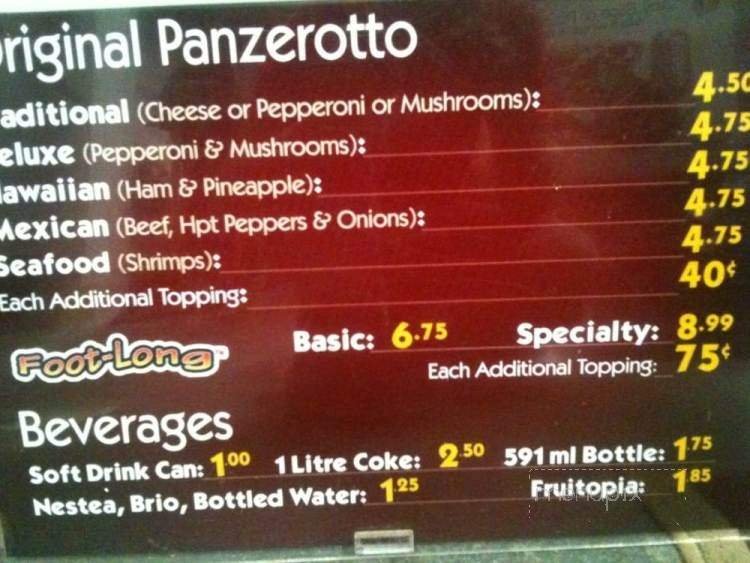 riginal Panzerotto
aditional (Cheese or Pepperoni or Mushrooms): 4.50
eluxe (Pepperoni & Mushrooms): 4.75
awaiian (Ham & Pineapple): 4.75
Mexican (Beef, Hpt Peppers & Onions): 4.75
Seafood (Shrimps): 4.75
Each Additional Topping: 40¢
Foot-Long™ Basic: 6.75 Specialty: 8.99
Each Additional Topping: 75¢
Beverages
Soft Drink Can: 1.00 1 Litre Coke: 2.50 591 ml Bottle: 1.75
Nestea, Brio, Bottled Water: 1.25 Fruitopia: 1.85
menupix